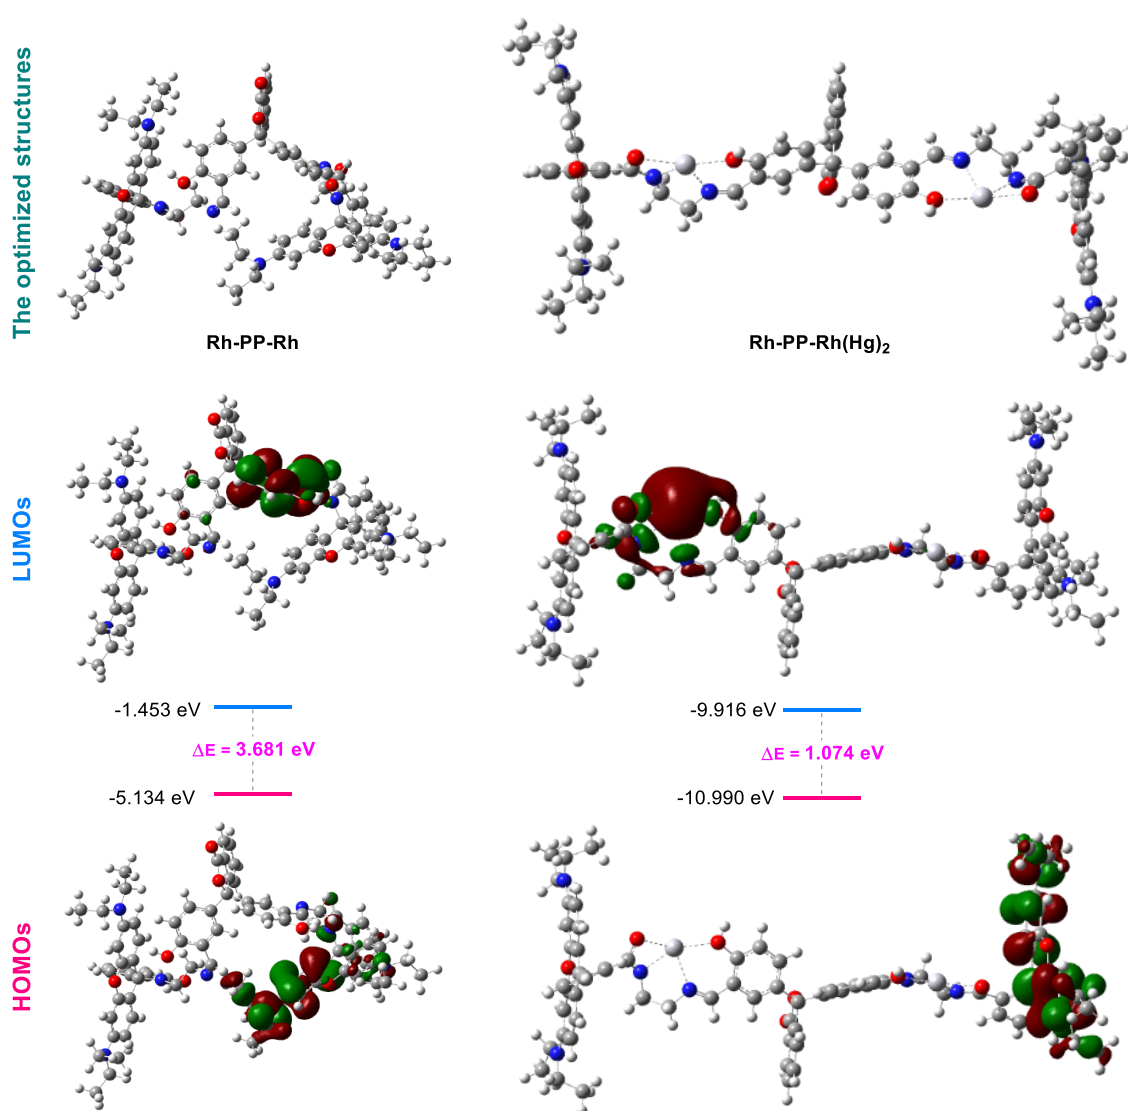 The optimized structures
Rh-PP-Rh
Rh-PP-Rh(Hg)₂
LUMOs
-1.453 eV
ΔE = 3.681 eV
-5.134 eV
-9.916 eV
ΔE = 1.074 eV
-10.990 eV
HOMOs